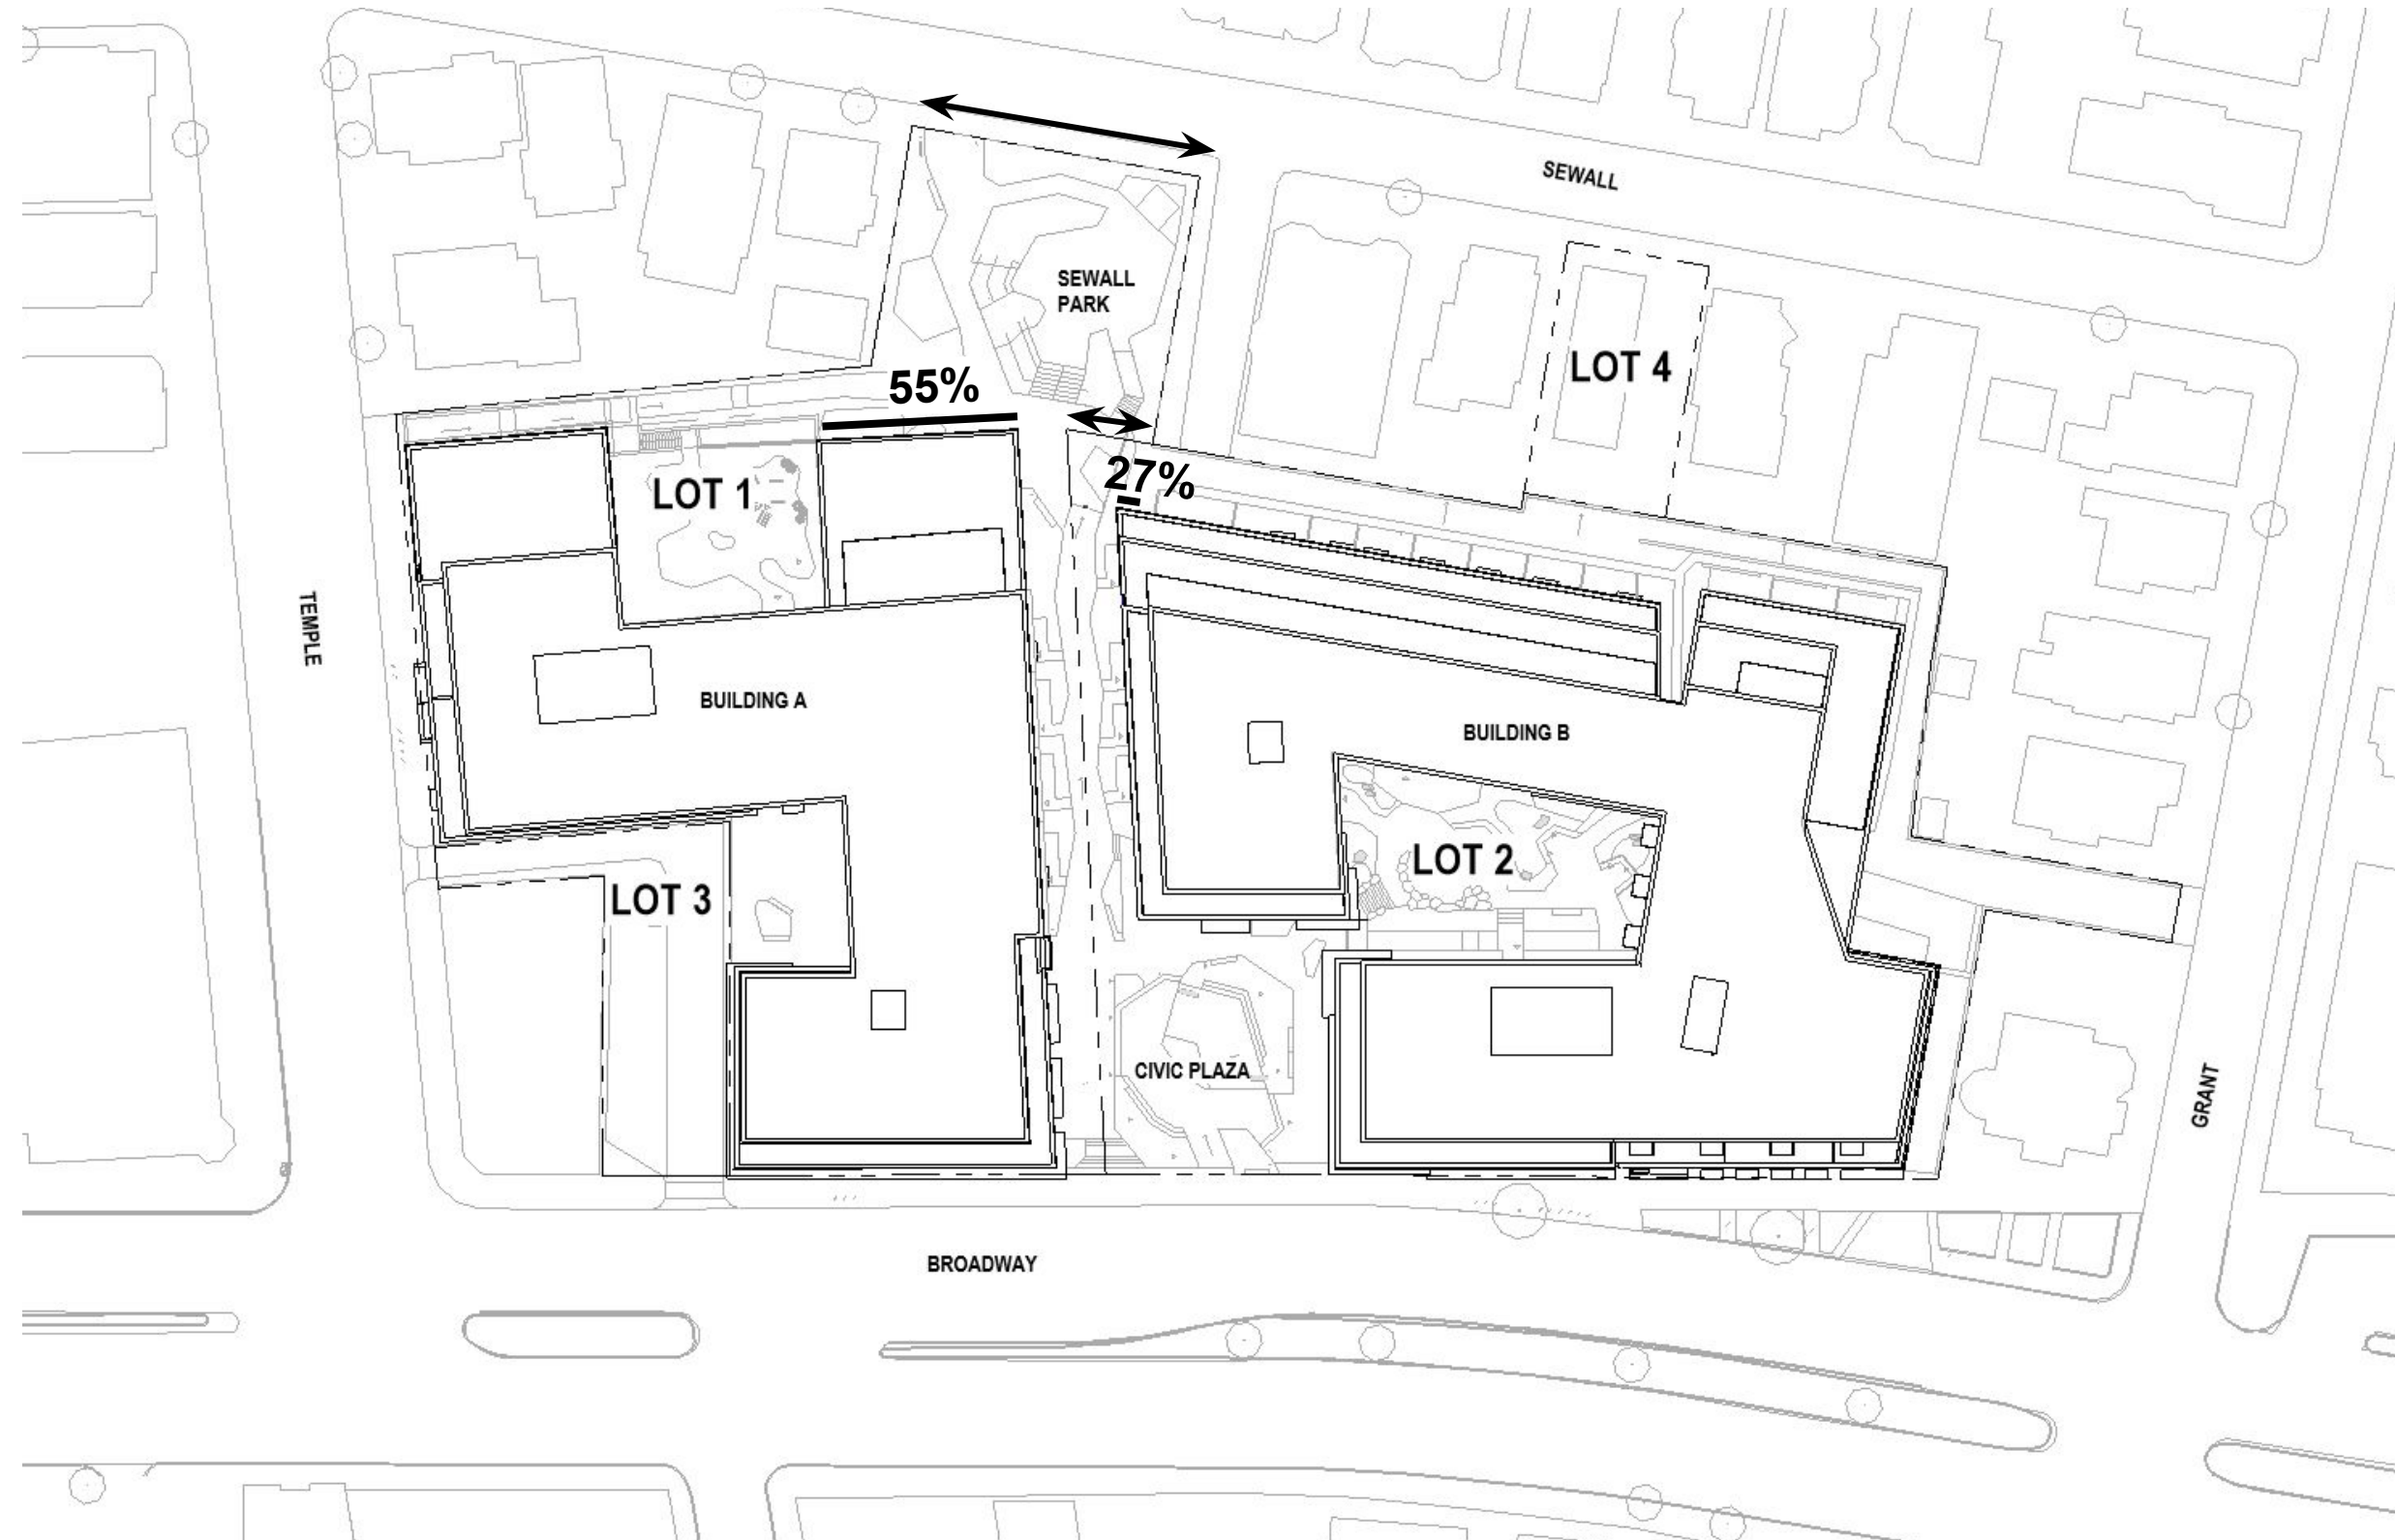 SEWALL
SEWALL
PARK
LOT 4
55%
27%
LOT 1
TEMPLE
BUILDING A
BUILDING B
LOT 2
LOT 3
CIVIC PLAZA
GRANT
BROADWAY